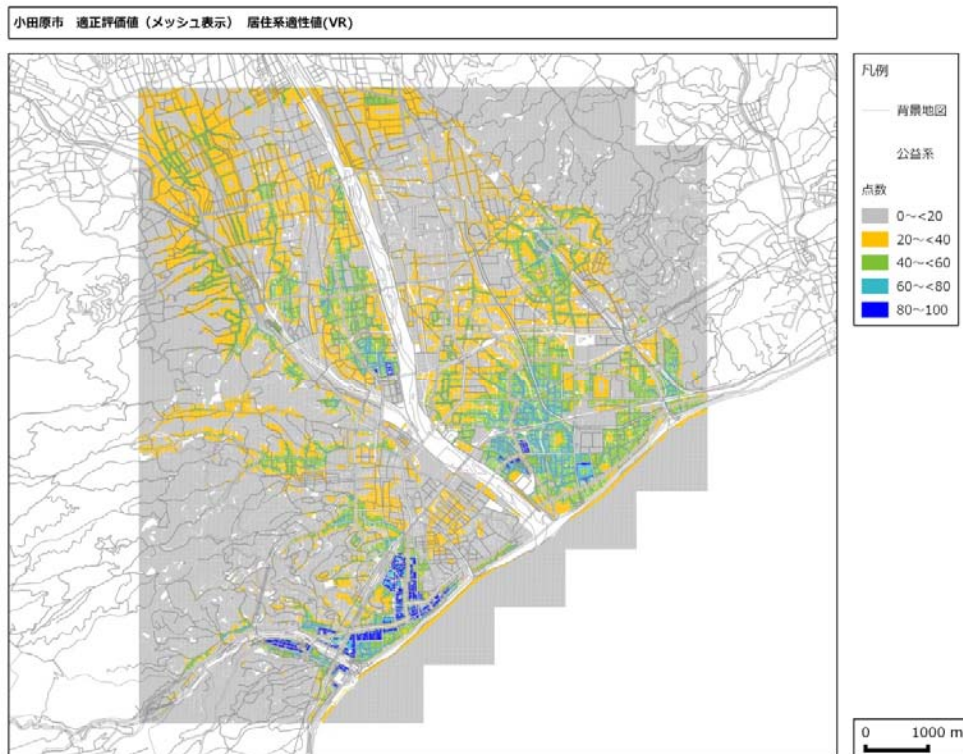 小田原市　適正評価値（メッシュ表示）　居住系適性値(VR)
凡例
背景地図
公益系
点数
0～<20
20～<40
40～<60
60～<80
80～100
0 1000 m